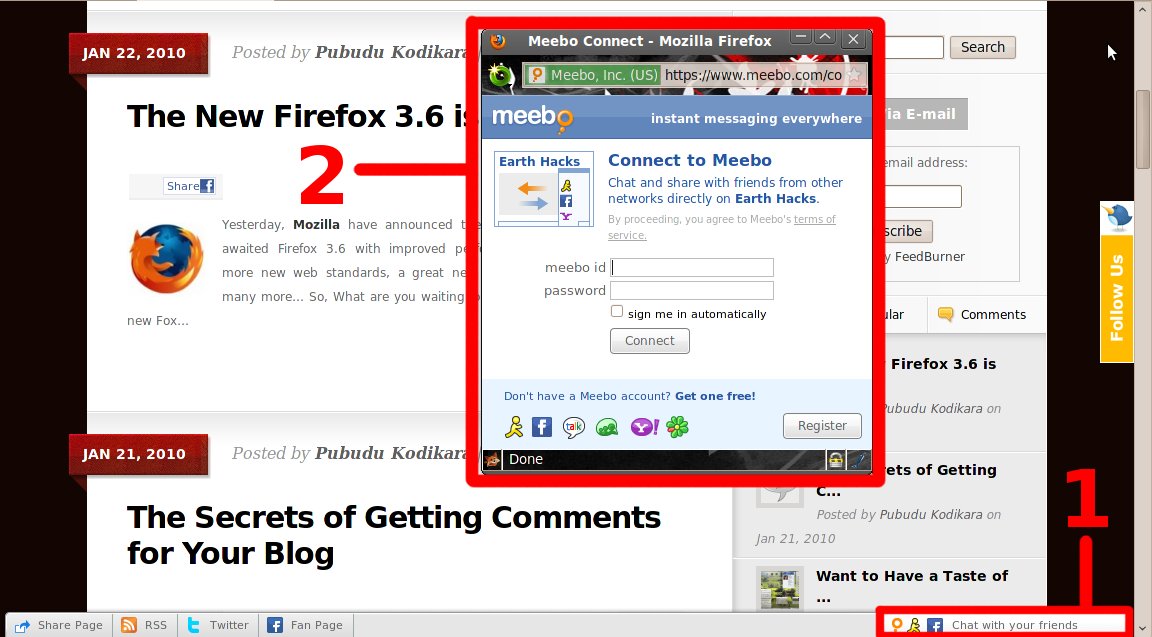 JAN 22, 2010
Posted by Pubudu Kodikara
The New Firefox 3.6 is
Share
Yesterday, Mozilla have announced the
awaited Firefox 3.6 with improved
more new web standards, a great
many more... So, What are you waiting
new Fox...
2
Meebo Connect - Mozilla Firefox
Meebo, Inc. (US) https://www.meebo.com/co
meebo
instant messaging everywhere
Earth Hacks
Connect to Meebo
Chat and share with friends from other
networks directly on Earth Hacks.
By proceeding, you agree to Meebo's terms of
service.
meebo id
password
sign me in automatically
Connect
Don't have a Meebo account? Get one free!
talk
Y!
Register
Done
Search
ia E-mail
email address:
scribe
y FeedBurner
Follow Us
ular
Comments
Firefox 3.6 is
Pubudu Kodikara on
rets of Getting
C...
Posted by Pubudu Kodikara on
Jan 21, 2010
Want to Have a Taste of
...
1
JAN 21, 2010
Posted by Pubudu Kodikara
The Secrets of Getting Comments
for Your Blog
Share Page
RSS
Twitter
Fan Page
Chat with your friends